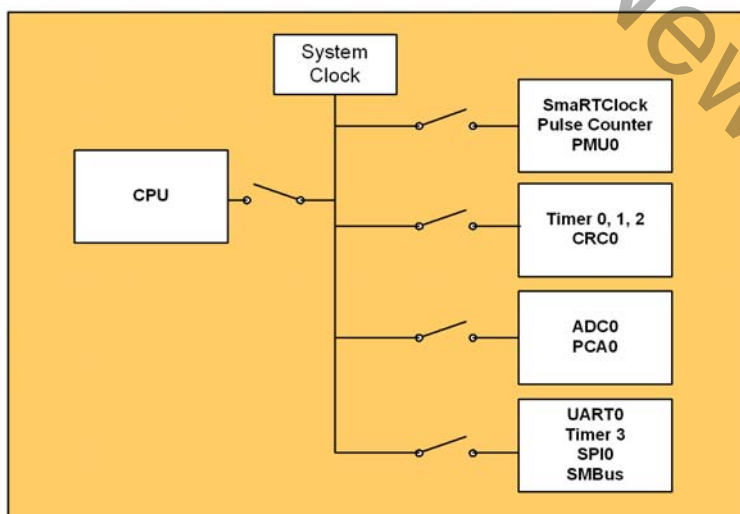 System
Clock
SmaRTClock
Pulse Counter
PMU0
CPU
Timer 0, 1, 2
CRC0
ADC0
PCA0
UART0
Timer 3
SPI0
SMBus